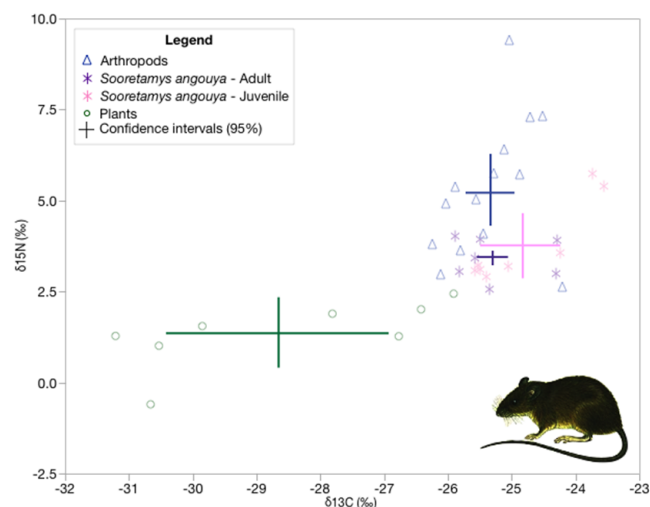 10.0
7.5
5.0
2.5
0.0
-2.5
δ15N (‰)
Legend
Arthropods
Sooretamys angouya - Adult
Sooretamys angouya - Juvenile
Plants
Confidence intervals (95%)
-32 -31 -30 -29 -28 -27 -26 -25 -24 -23
δ13C (‰)